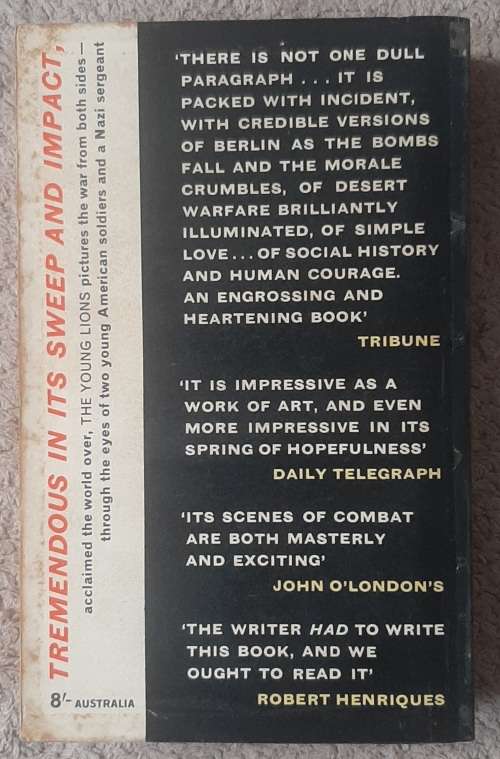 TREMENDOUS IN ITS SWEEP AND IMPACT,
acclaimed the world over, THE YOUNG LIONS pictures the war from both sides—
through the eyes of two young American soldiers and a Nazi sergeant
8/- AUSTRALIA
'THERE IS NOT ONE DULL
PARAGRAPH . . . IT IS
PACKED WITH INCIDENT,
WITH CREDIBLE VERSIONS
OF BERLIN AS THE BOMBS
FALL AND THE MORALE
CRUMBLES, OF DESERT
WARFARE BRILLIANTLY
ILLUMINATED, OF SIMPLE
LOVE . . . OF SOCIAL HISTORY
AND HUMAN COURAGE.
AN ENGROSSING AND
HEARTENING BOOK'
TRIBUNE
'IT IS IMPRESSIVE AS A
WORK OF ART, AND EVEN
MORE IMPRESSIVE IN ITS
SPRING OF HOPEFULNESS'
DAILY TELEGRAPH
'ITS SCENES OF COMBAT
ARE BOTH MASTERLY
AND EXCITING'
JOHN O'LONDON'S
'THE WRITER HAD TO WRITE
THIS BOOK, AND WE
OUGHT TO READ IT'
ROBERT HENRIQUES